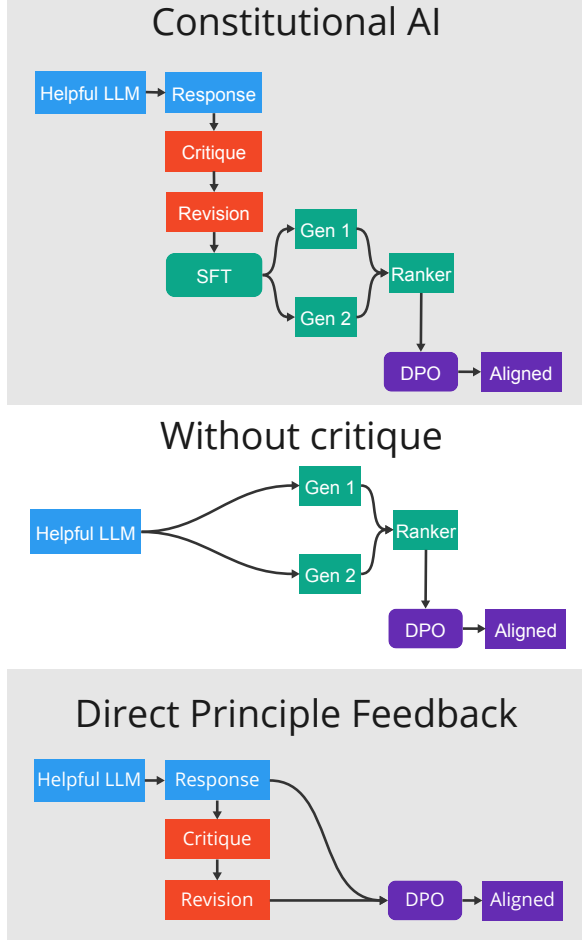 Constitutional AI
Helpful LLM
Response
Critique
Revision
SFT
Gen 1
Gen 2
Ranker
DPO
Aligned
Without critique
Helpful LLM
Gen 1
Gen 2
Ranker
DPO
Aligned
Direct Principle Feedback
Helpful LLM
Response
Critique
Revision
DPO
Aligned